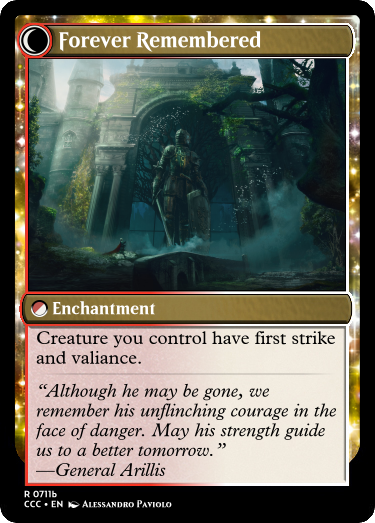 Forever Remembered
Enchantment
Creature you control have first strike
and valiance.
“Although he may be gone, we
remember his unflinching courage in the
face of danger. May his strength guide
us to a better tomorrow.”
—General Arillis
R 0711b
CCC • EN Alessandro Paviolo